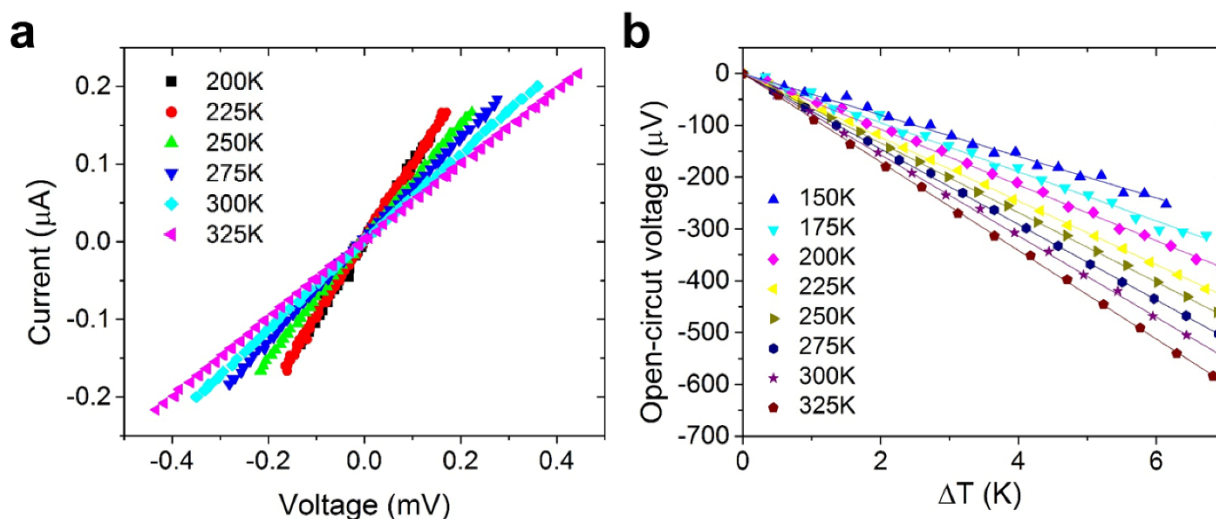 a
0.2
0.1
0.0
-0.1
-0.2
Current (μA)
200K
225K
250K
275K
300K
325K
-0.4
-0.2
0.0
0.2
0.4
Voltage (mV)
b
0
-100
-200
-300
-400
-500
-600
-700
Open-circut voltage (μV)
150K
175K
200K
225K
250K
275K
300K
325K
0
2
4
6
ΔT (K)